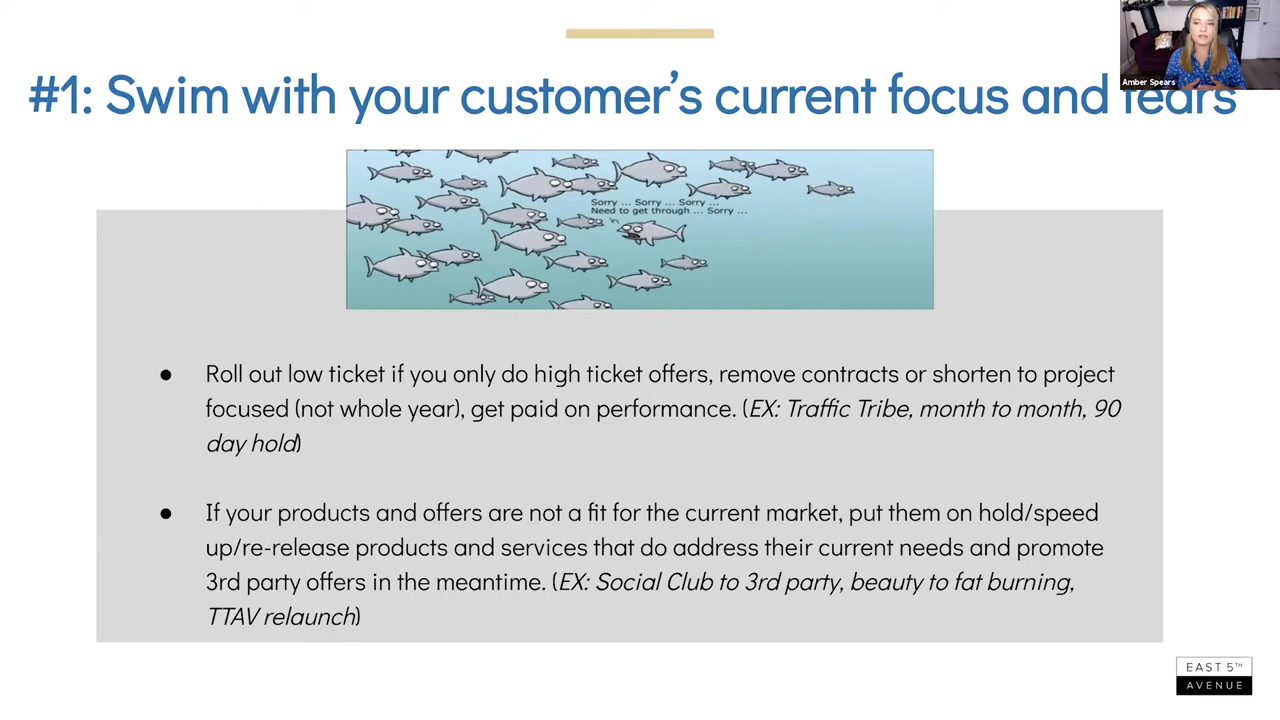 Amber Spears
#1: Swim with your customer's current focus and fears
Sorry ... Sorry ... Sorry ...
Need to get through ... Sorry ...
● Roll out low ticket if you only do high ticket offers, remove contracts or shorten to project
focused (not whole year), get paid on performance. (EX: Traffic Tribe, month to month, 90
day hold)
● If your products and offers are not a fit for the current market, put them on hold/speed
up/re-release products and services that do address their current needs and promote
3rd party offers in the meantime. (EX: Social Club to 3rd party, beauty to fat burning,
TTAV relaunch)
EAST 5TH
AVENUE